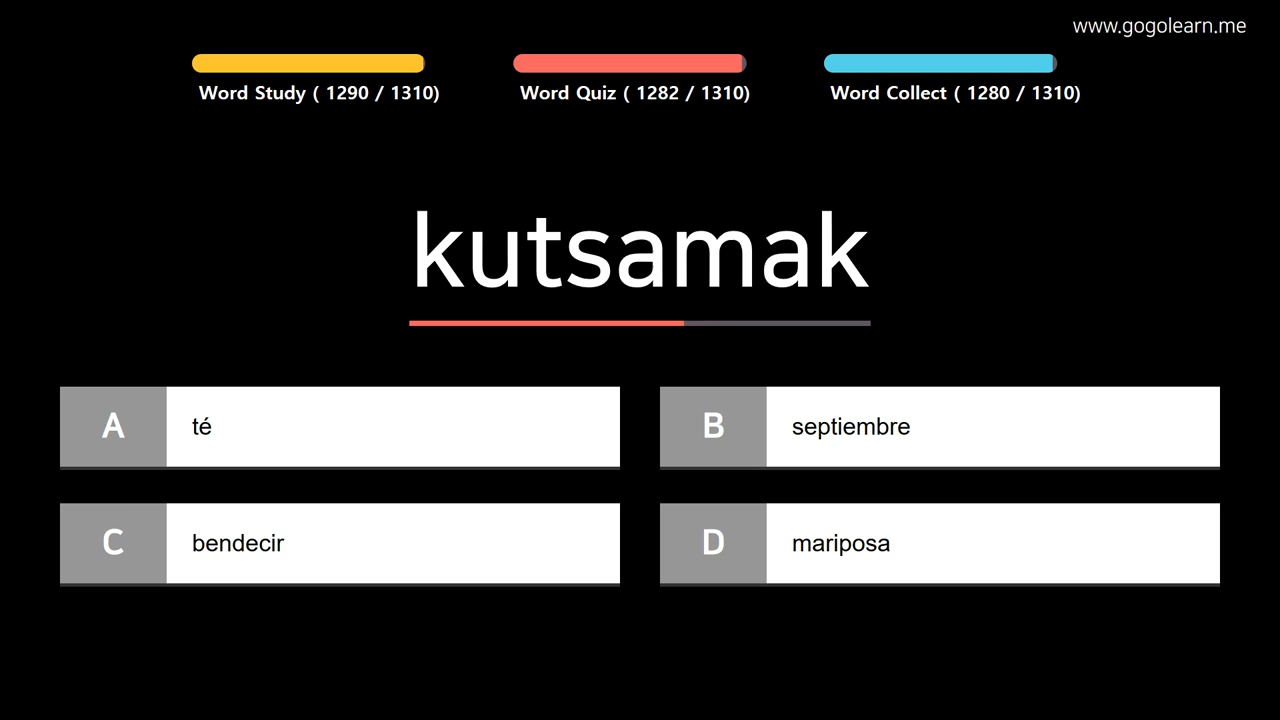 www.gogolearn.me
Word Study ( 1290 / 1310)
Word Quiz ( 1282 / 1310)
Word Collect ( 1280 / 1310)
kutsamak
A té
B septiembre
C bendecir
D mariposa